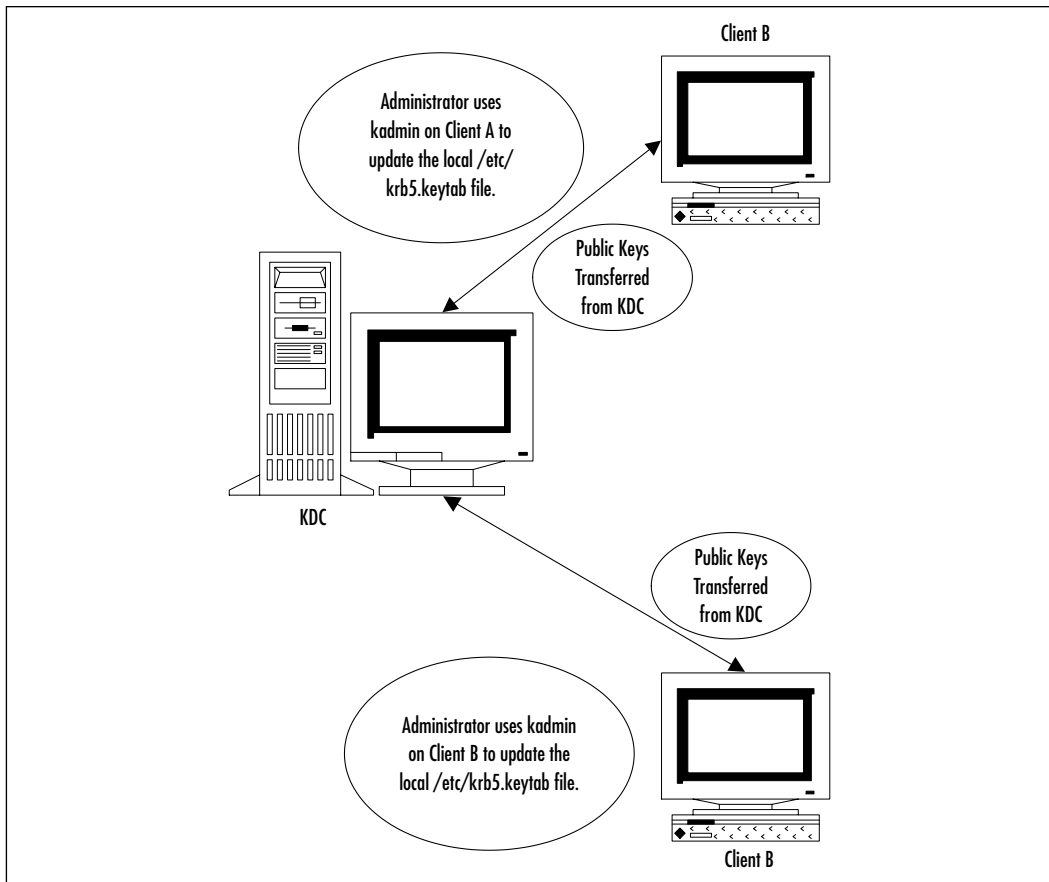 Client B
Administrator uses
kadmin on Client A to
update the local /etc/
krb5.keytab file.
Public Keys
Transferred
from KDC
KDC
Public Keys
Transferred
from KDC
Administrator uses kadmin
on Client B to update the
local /etc/krb5.keytab file.
Client B